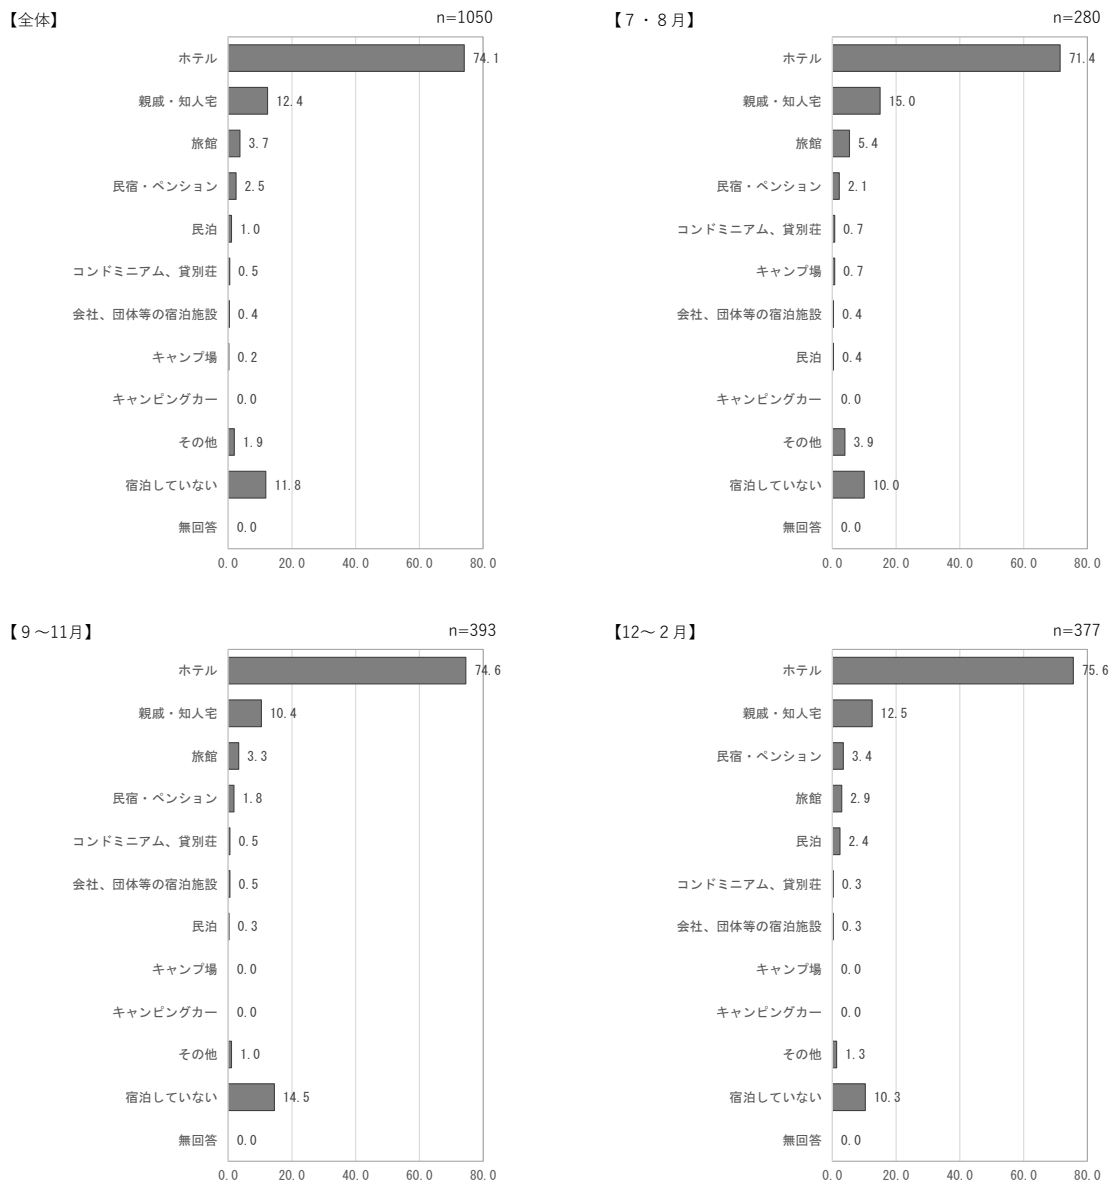 【全体】 n=1050
ホテル 74.1
親戚・知人宅 12.4
旅館 3.7
民宿・ペンション 2.5
民泊 1.0
コンドミニアム、貸別荘 0.5
会社、団体等の宿泊施設 0.4
キャンプ場 0.2
キャンピングカー 0.0
その他 1.9
宿泊していない 11.8
無回答 0.0
0.0 20.0 40.0 60.0 80.0
【７・８月】 n=280
ホテル 71.4
親戚・知人宅 15.0
旅館 5.4
民宿・ペンション 2.1
コンドミニアム、貸別荘 0.7
キャンプ場 0.7
会社、団体等の宿泊施設 0.4
民泊 0.4
キャンピングカー 0.0
その他 3.9
宿泊していない 10.0
無回答 0.0
0.0 20.0 40.0 60.0 80.0
【９～11月】 n=393
ホテル 74.6
親戚・知人宅 10.4
旅館 3.3
民宿・ペンション 1.8
コンドミニアム、貸別荘 0.5
会社、団体等の宿泊施設 0.5
民泊 0.3
キャンプ場 0.0
キャンピングカー 0.0
その他 1.0
宿泊していない 14.5
無回答 0.0
0.0 20.0 40.0 60.0 80.0
【12～２月】 n=377
ホテル 75.6
親戚・知人宅 12.5
民宿・ペンション 3.4
旅館 2.9
民泊 2.4
コンドミニアム、貸別荘 0.3
会社、団体等の宿泊施設 0.3
キャンプ場 0.0
キャンピングカー 0.0
その他 1.3
宿泊していない 10.3
無回答 0.0
0.0 20.0 40.0 60.0 80.0